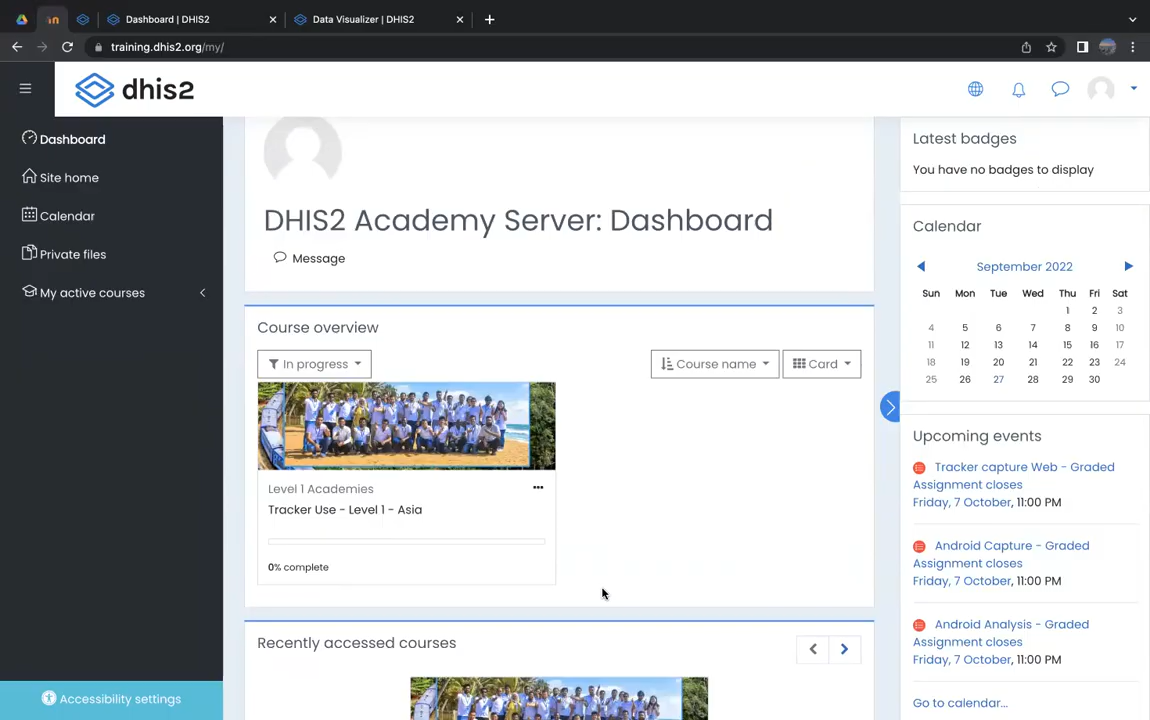 Dashboard | DHIS2
Data Visualizer | DHIS2
training.dhis2.org/my/
dhis2
Dashboard
Site home
Calendar
Private files
My active courses
Accessibility settings
DHIS2 Academy Server: Dashboard
Message
Course overview
In progress
Course name
Card
Level 1 Academies
Tracker Use - Level 1 - Asia
0% complete
Recently accessed courses
Latest badges
You have no badges to display
Calendar
September 2022
Sun Mon Tue Wed Thu Fri Sat
1 2 3
4 5 6 7 8 9 10
11 12 13 14 15 16 17
18 19 20 21 22 23 24
25 26 27 28 29 30
Upcoming events
Tracker capture Web - Graded
Assignment closes
Friday, 7 October, 11:00 PM
Android Capture - Graded
Assignment closes
Friday, 7 October, 11:00 PM
Android Analysis - Graded
Assignment closes
Friday, 7 October, 11:00 PM
Go to calendar...